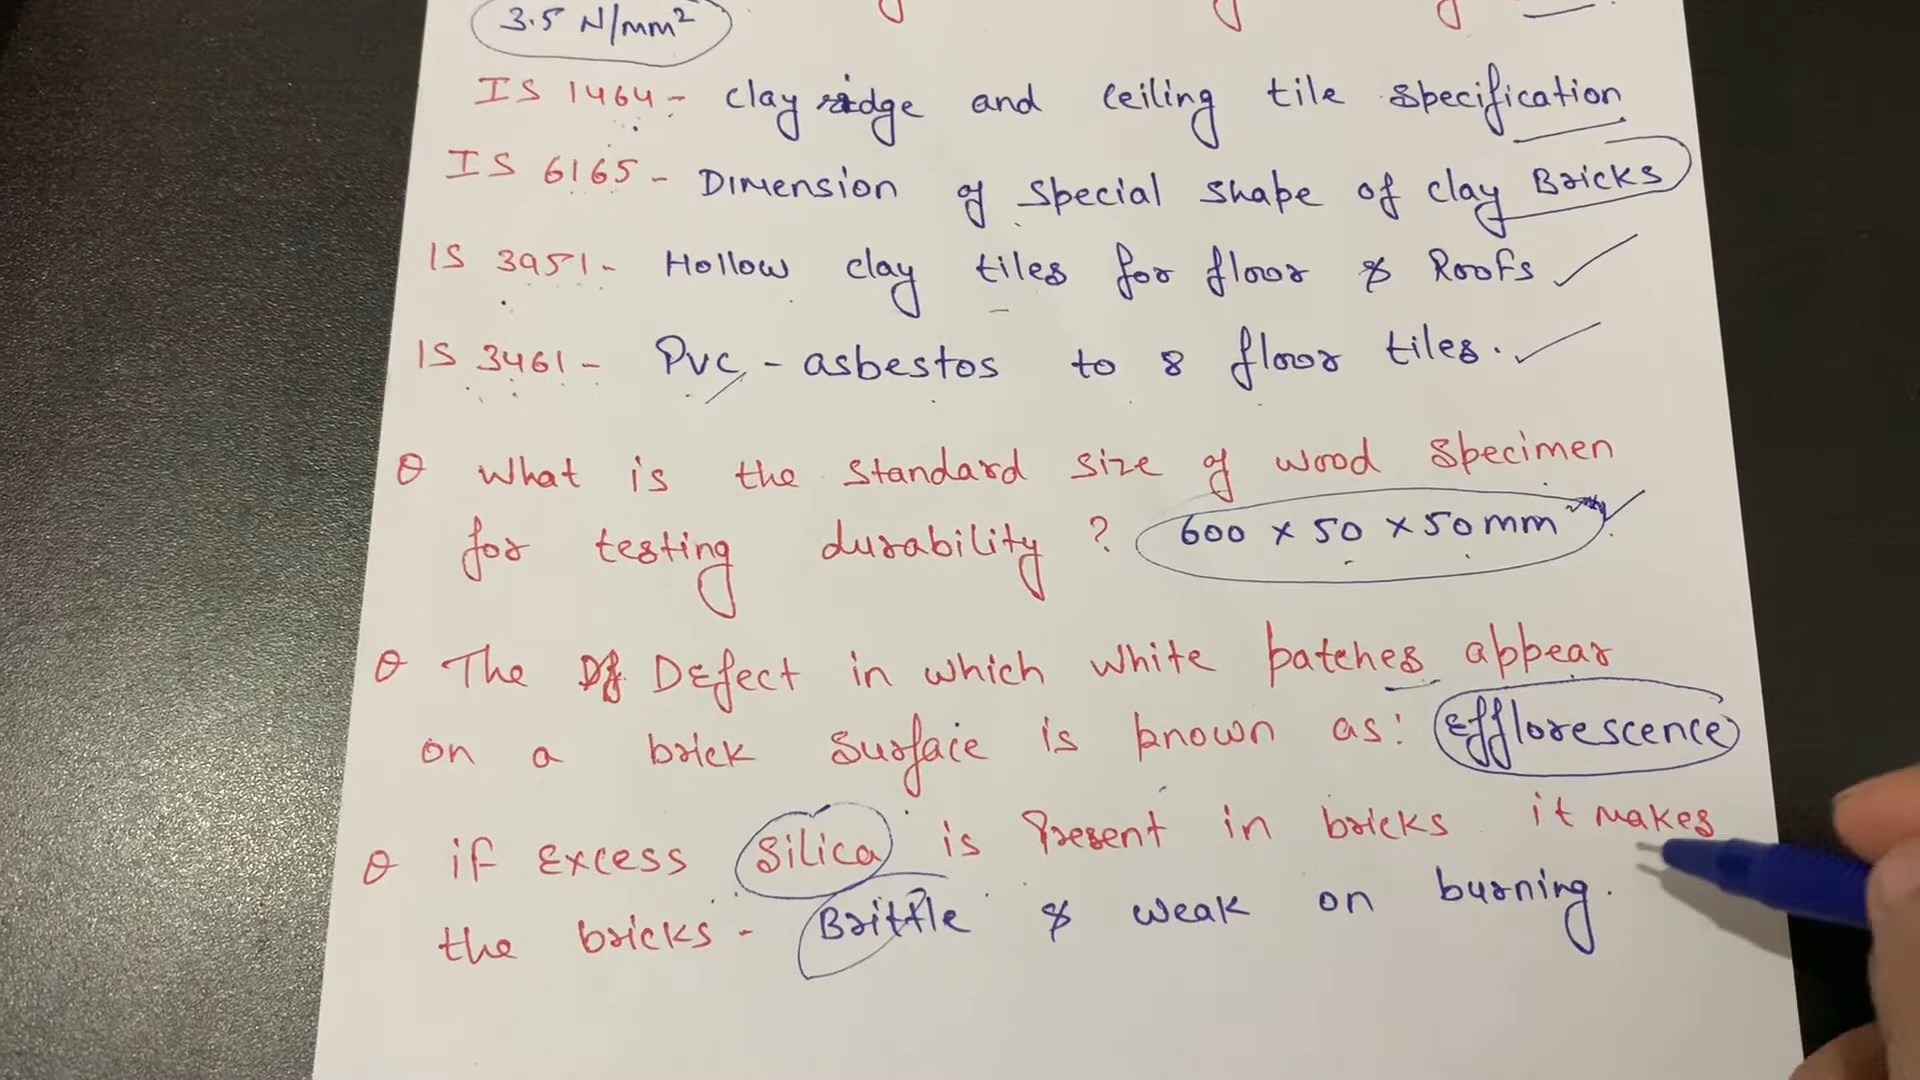 3.5 N/mm²
IS 1464- clay ridge and ceiling tile specification
IS 6165- Dimension of special shape of clay Bricks
IS 3951- Hollow clay tiles for floor & Roofs
IS 3461- PVC - asbestos to 8 floor tiles.
θ What is the standard size of wood specimen
for testing durability? 600 x 50 x 50 mm
θ The Defect in which white patches appear
on a brick surface is known as: Efflorescence
θ if Excess silica is Present in bricks it makes
the bricks - Brittle & weak on burning.